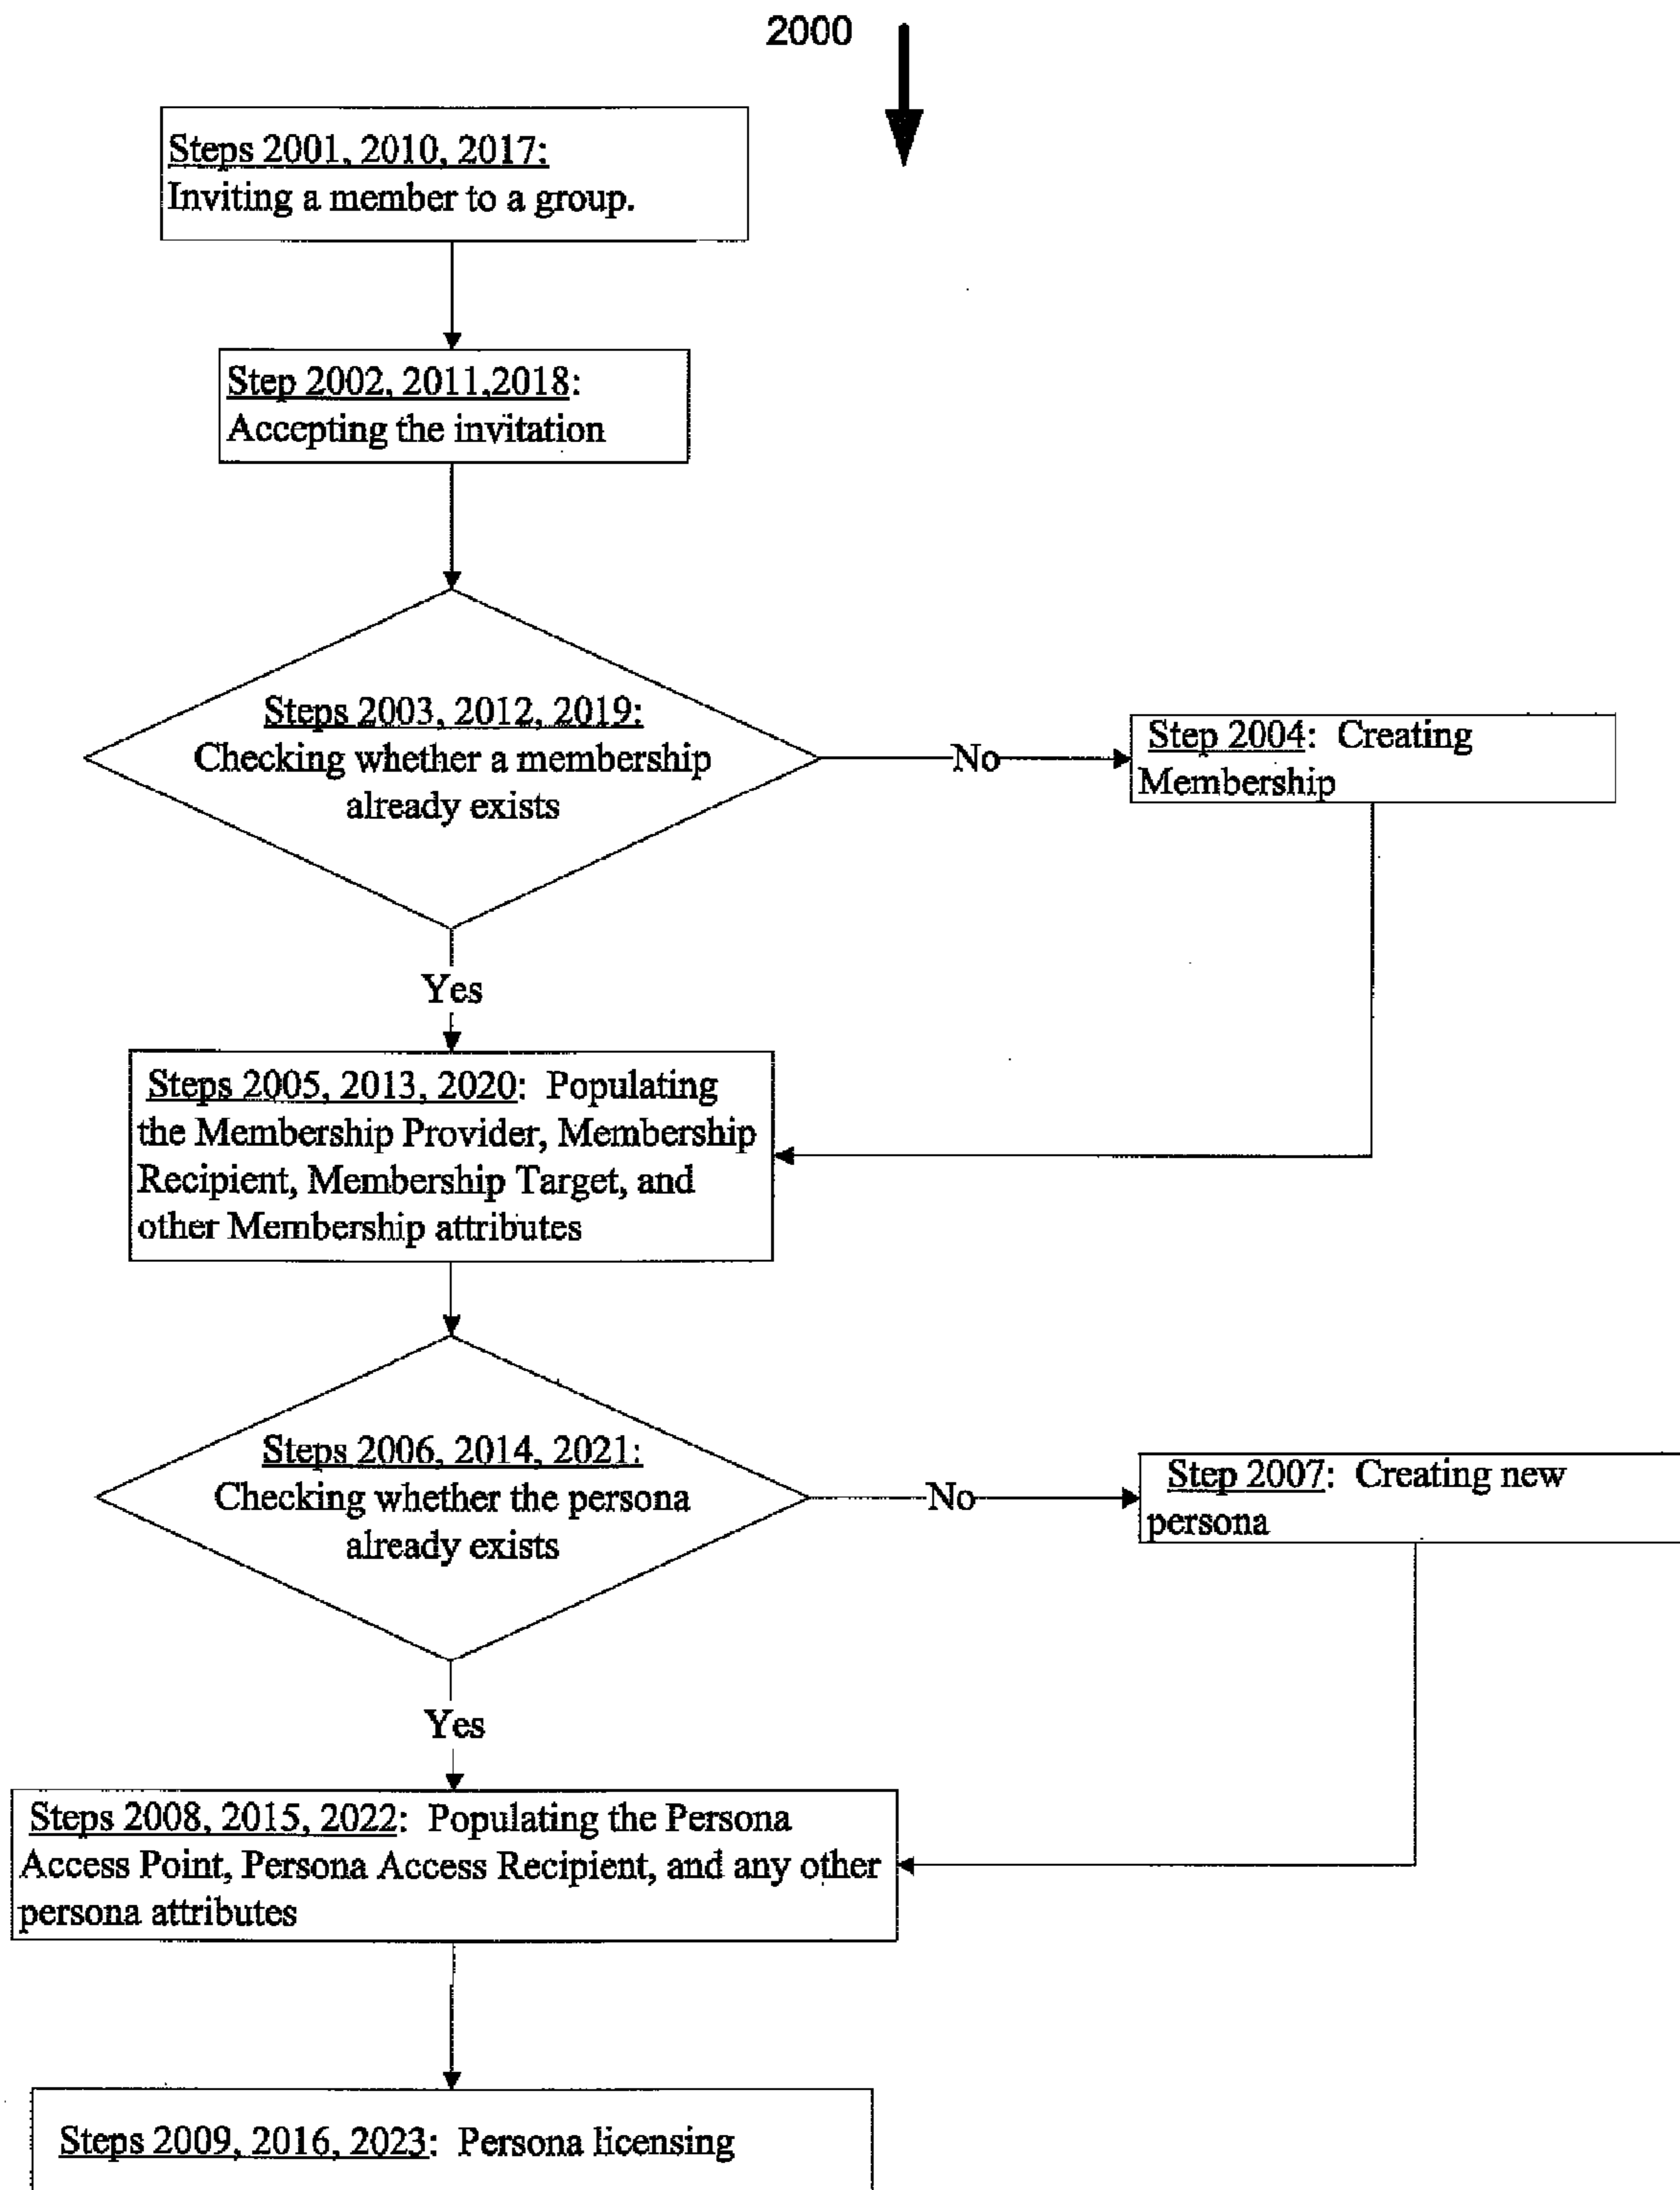 2000
Steps 2001, 2010, 2017:
Inviting a member to a group.
Step 2002, 2011,2018:
Accepting the invitation
Steps 2003, 2012, 2019:
Checking whether a membership
already exists
No
Step 2004: Creating
Membership
Yes
Steps 2005, 2013, 2020: Populating
the Membership Provider, Membership
Recipient, Membership Target, and
other Membership attributes
Steps 2006, 2014, 2021:
Checking whether the persona
already exists
No
Step 2007: Creating new
persona
Yes
Steps 2008, 2015, 2022: Populating the Persona
Access Point, Persona Access Recipient, and any other
persona attributes
Steps 2009, 2016, 2023: Persona licensing